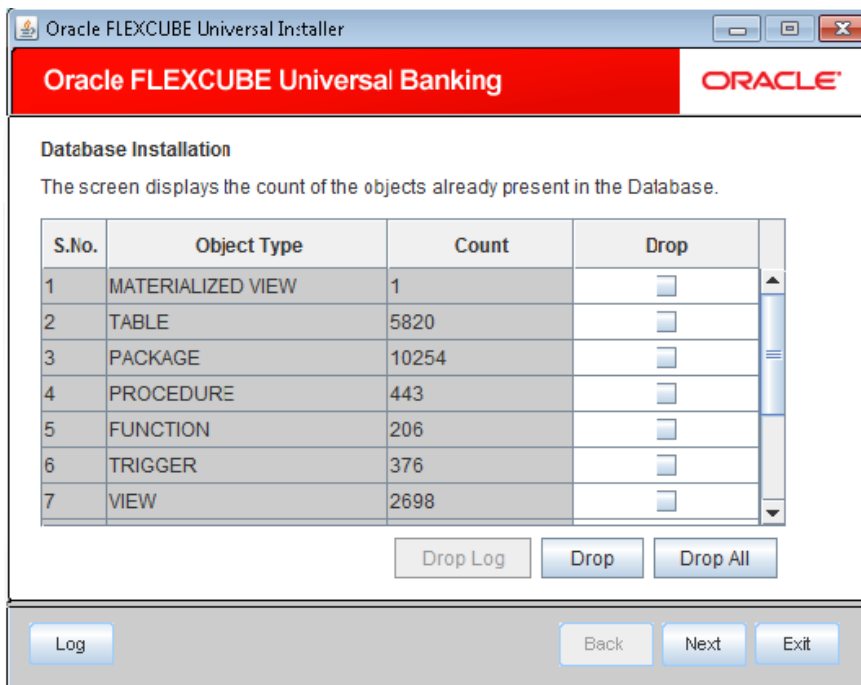 Oracle FLEXCUBE Universal Installer
Oracle FLEXCUBE Universal Banking
ORACLE
Database Installation
The screen displays the count of the objects already present in the Database.
S.No. Object Type Count Drop
1 MATERIALIZED VIEW 1
2 TABLE 5820
3 PACKAGE 10254
4 PROCEDURE 443
5 FUNCTION 206
6 TRIGGER 376
7 VIEW 2698
Drop Log Drop Drop All
Log Back Next Exit